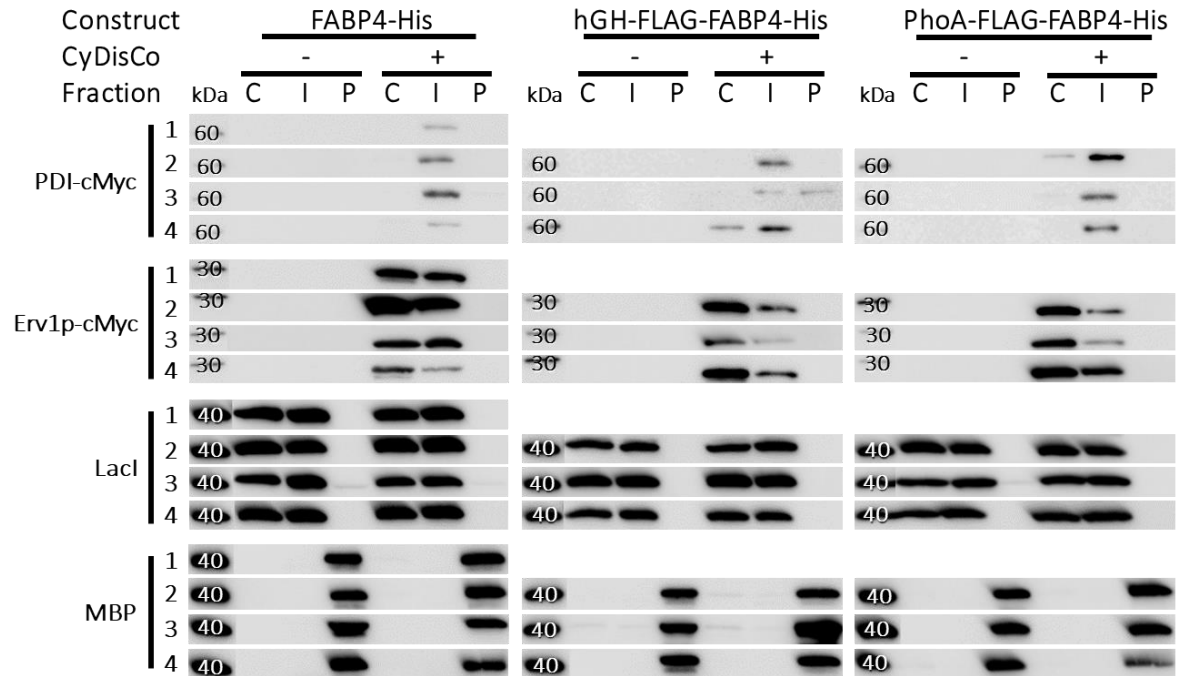 Construct FABP4-His hGH-FLAG-FABP4-His PhoA-FLAG-FABP4-His
CyDisCo - + - + - +
Fraction kDa C I P C I P kDa C I P C I P kDa C I P C I P
1 60
2 60 60 60
PDI-cMyc
3 60 60 60
4 60 60 60
1 30
2 30 30 30
Erv1p-cMyc
3 30 30 30
4 30 30 30
1 40
2 40 40 40
LacI
3 40 40 40
4 40 40 40
1 40
2 40 40 40
MBP
3 40 40 40
4 40 40 40